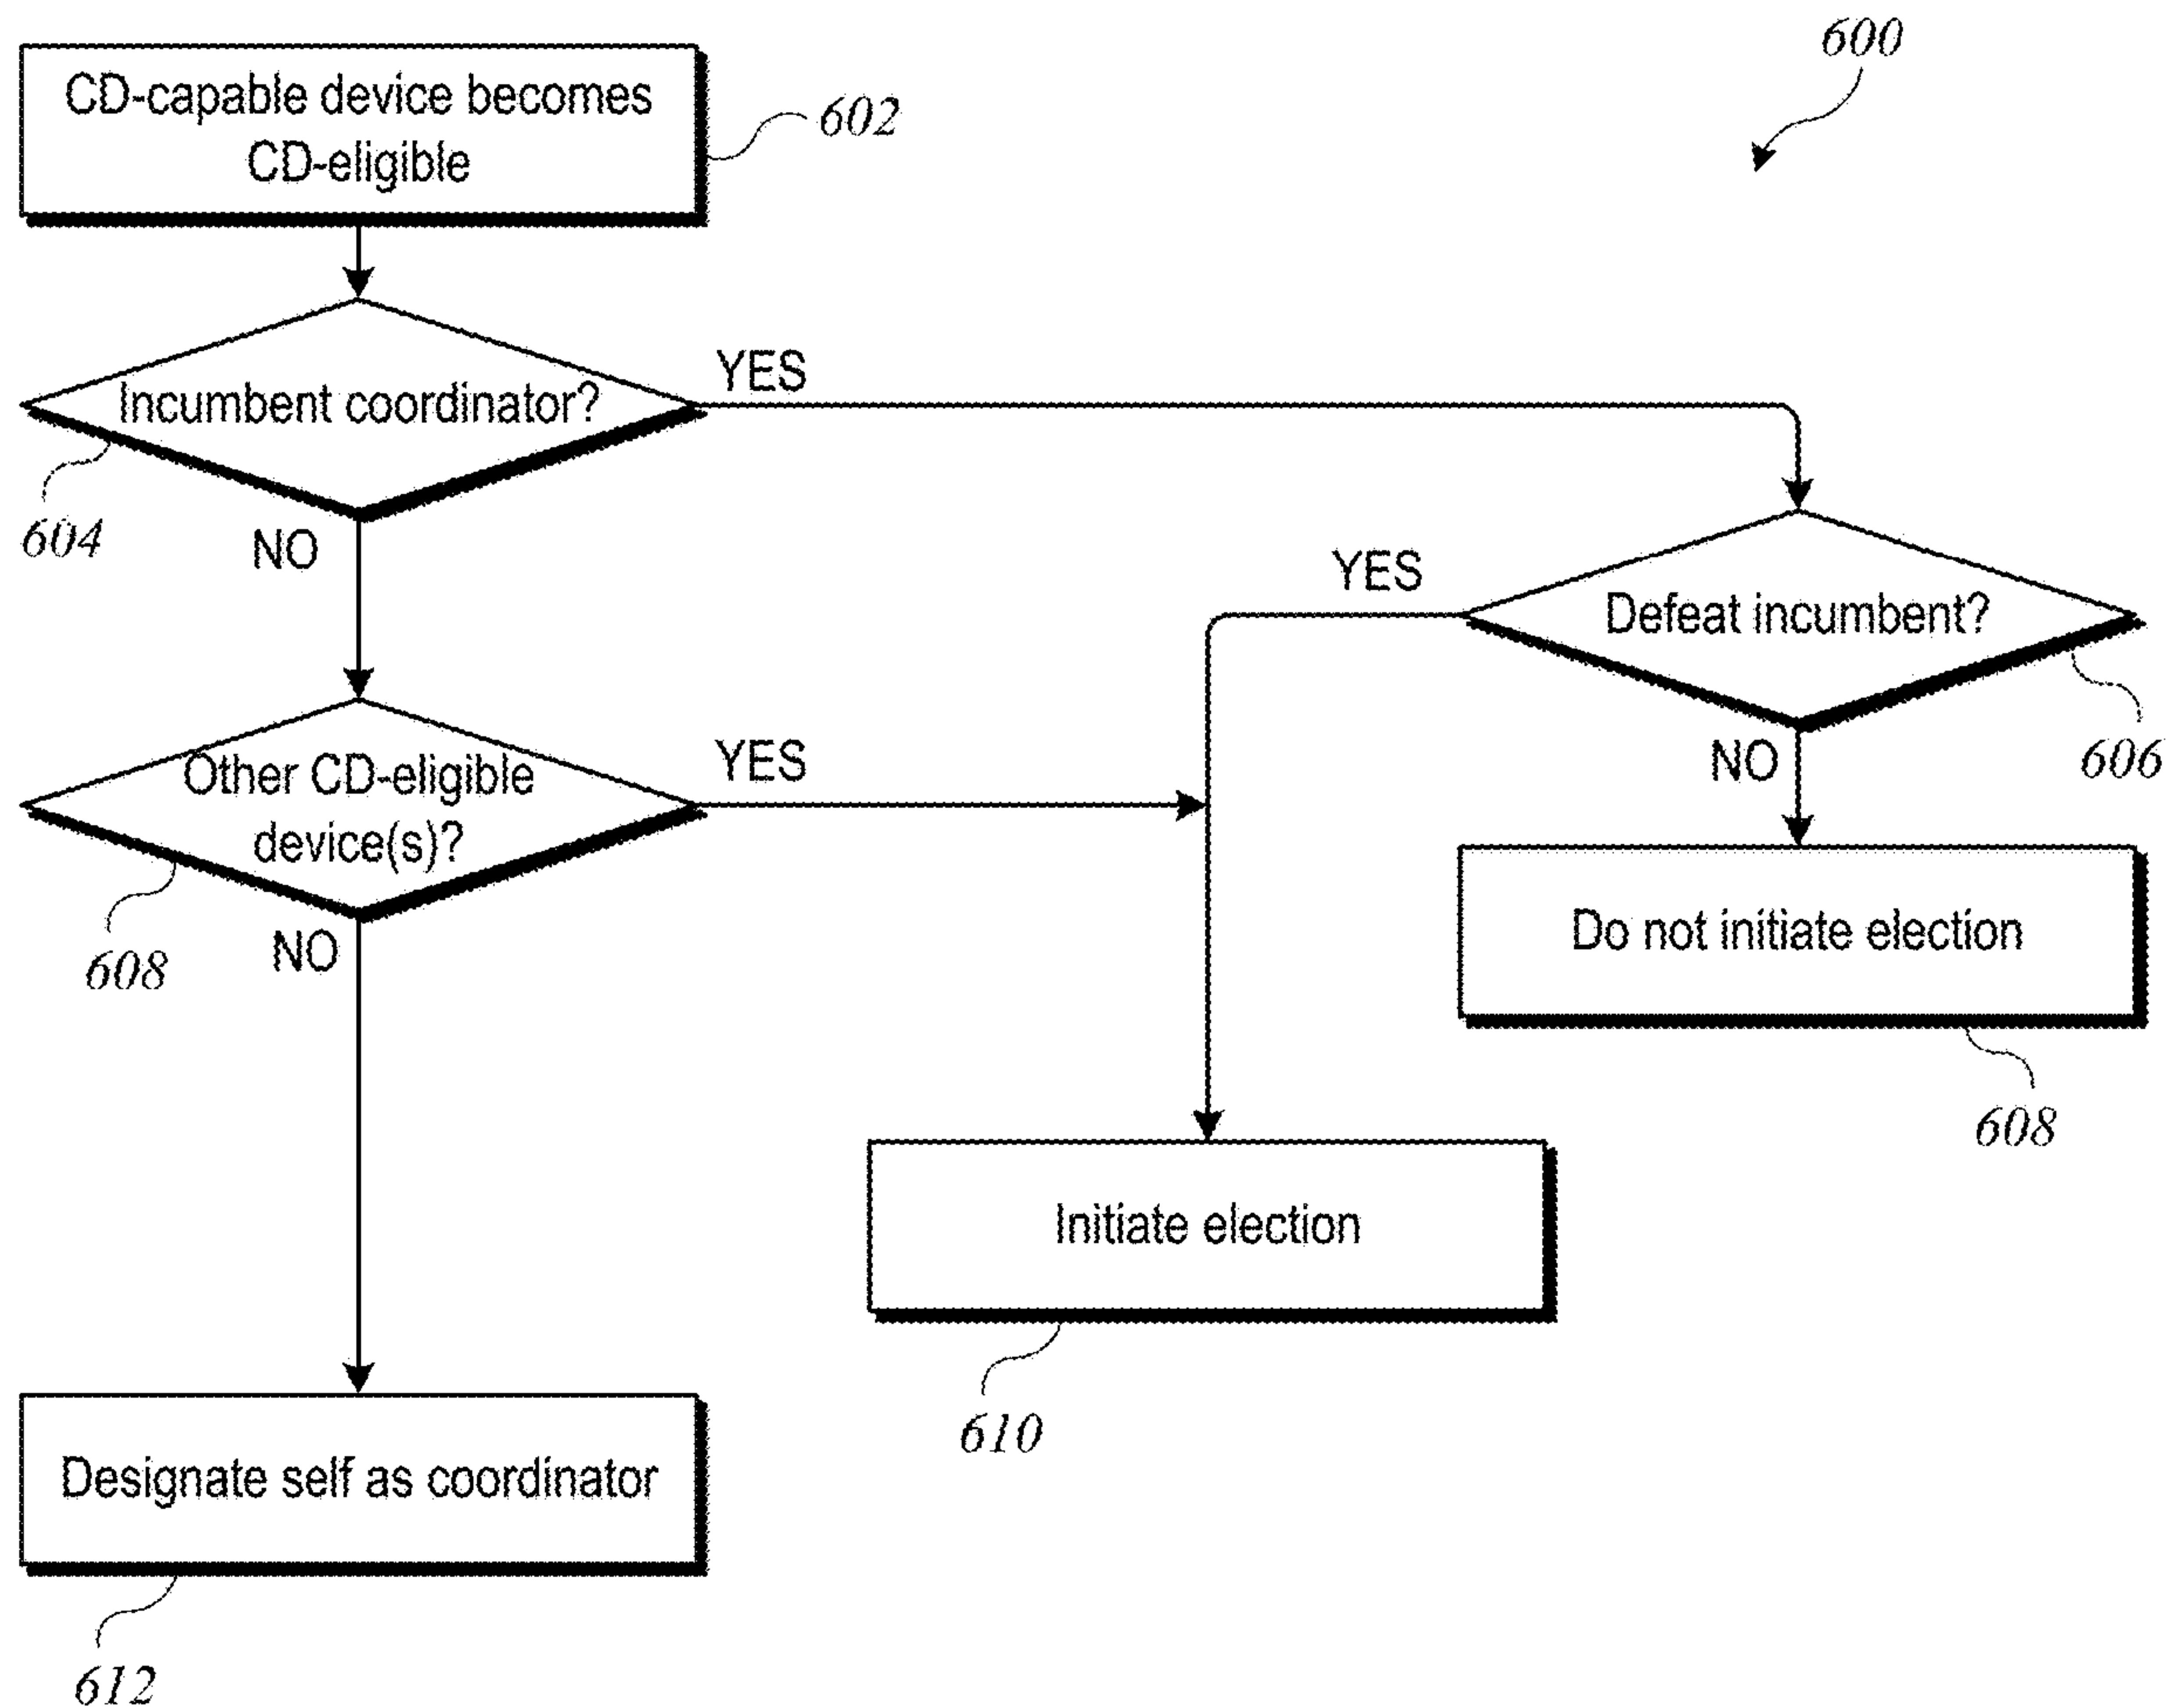 600
CD-capable device becomes
CD-eligible
602
Incumbent coordinator?
YES
604
NO
YES
Defeat incumbent?
606
NO
Other CD-eligible
device(s)?
YES
608
NO
Do not initiate election
608
Initiate election
610
Designate self as coordinator
612